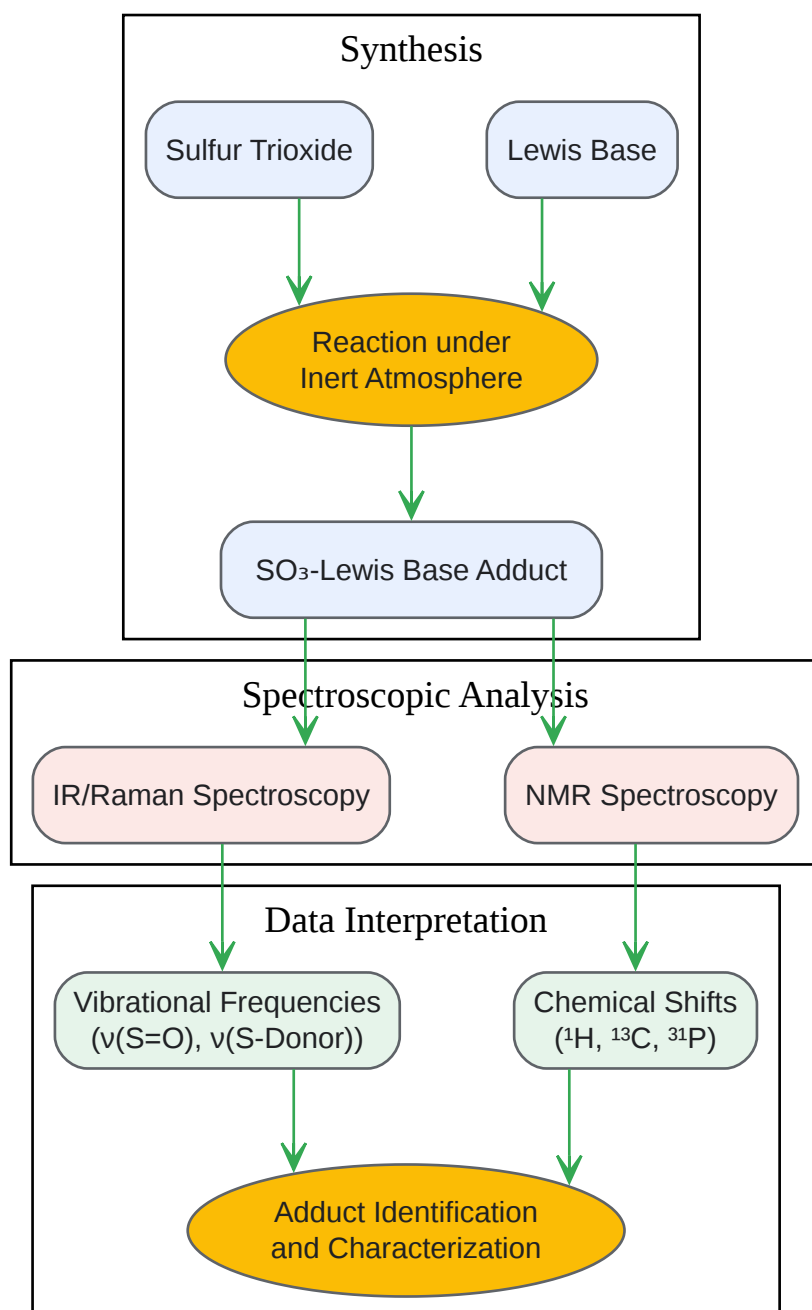 Synthesis
Sulfur Trioxide
Lewis Base
Reaction under
Inert Atmosphere
SO₃-Lewis Base Adduct
Spectroscopic Analysis
IR/Raman Spectroscopy
NMR Spectroscopy
Data Interpretation
Vibrational Frequencies
(ν(S=O), ν(S-Donor))
Chemical Shifts
(¹H, ¹³C, ³¹P)
Adduct Identification
and Characterization